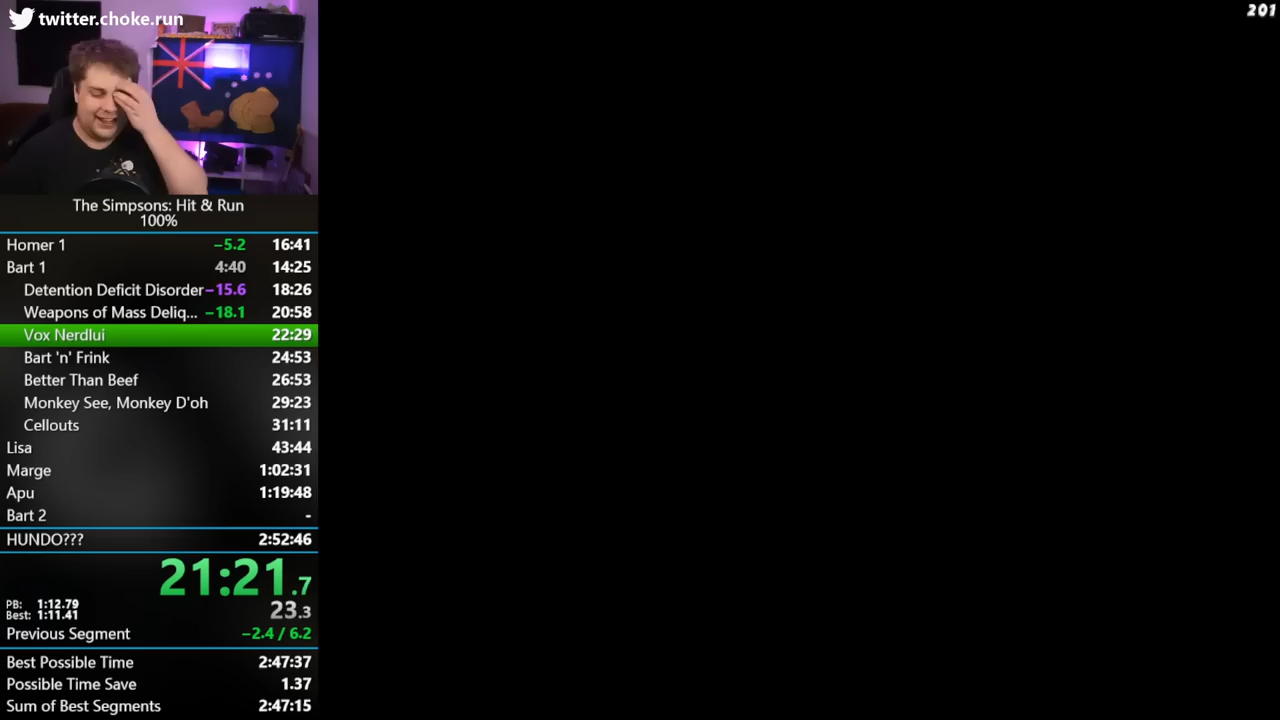 twitter.choke.run
201
The Simpsons: Hit & Run
100%
Homer 1 −5.2 16:41
Bart 1 4:40 14:25
Detention Deficit Disorder −15.6 18:26
Weapons of Mass Deliq... −18.1 20:58
Vox Nerdlui 22:29
Bart 'n' Frink 24:53
Better Than Beef 26:53
Monkey See, Monkey D'oh 29:23
Cellouts 31:11
Lisa 43:44
Marge 1:02:31
Apu 1:19:48
Bart 2 -
HUNDO??? 2:52:46
21:21.7
PB: 1:12.79
Best: 1:11.41
23.3
Previous Segment −2.4 / 6.2
Best Possible Time 2:47:37
Possible Time Save 1.37
Sum of Best Segments 2:47:15